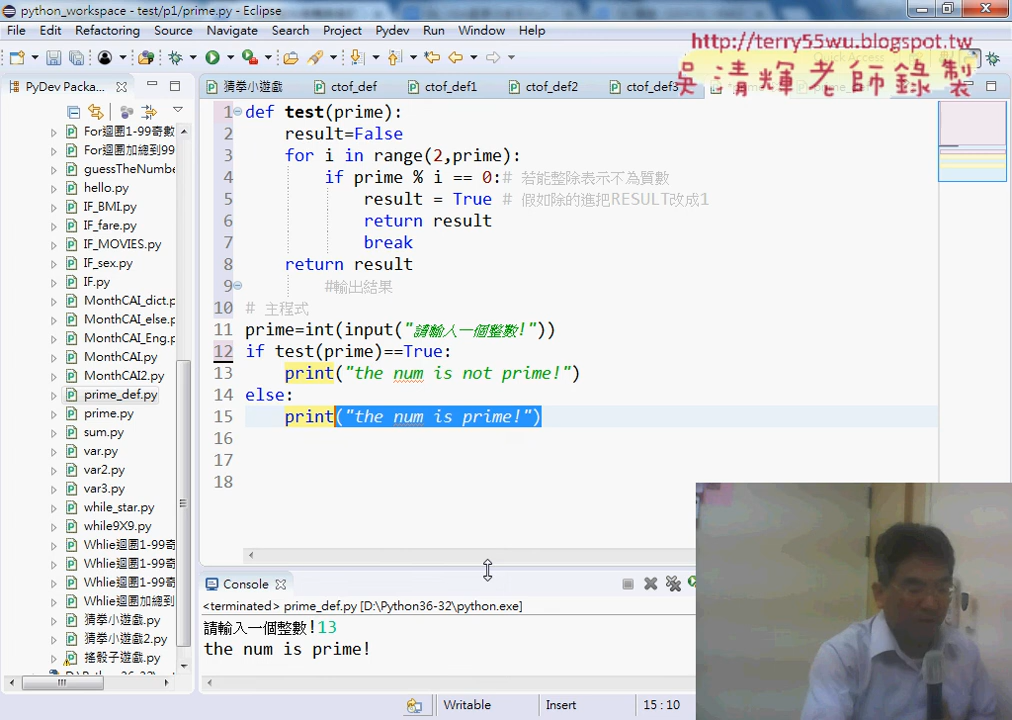 python_workspace - test/p1/prime.py - Eclipse
File Edit Refactoring Source Navigate Search Project Pydev Run Window Help
http://terry55wu.blogspot.tw
吳清輝老師錄製
PyDev Packa...
猜拳小遊戲 ctof_def ctof_def1 ctof_def2 ctof_def3
For迴圈1-99奇數
For迴圈加總到99
guessTheNumbe
hello.py
IF_BMI.py
IF_fare.py
IF_MOVIES.py
IF_sex.py
IF.py
MonthCAI_dict.p
MonthCAI_else.p
MonthCAI_Eng.p
MonthCAI.py
MonthCAI2.py
prime_def.py
prime.py
sum.py
var.py
var2.py
var3.py
while_star.py
while9X9.py
Whlie迴圈1-99奇
Whlie迴圈1-99奇
Whlie迴圈1-99奇
Whlie迴圈加總到
猜拳小遊戲.py
猜拳小遊戲2.py
搖骰子遊戲.py
1 def test(prime):
2 result=False
3 for i in range(2,prime):
4 if prime % i == 0:# 若能整除表示不為質數
5 result = True # 假如除的進把RESULT改成1
6 return result
7 break
8 return result
9 #輸出結果
10 # 主程式
11 prime=int(input("請輸入一個整數!"))
12 if test(prime)==True:
13 print("the num is not prime!")
14 else:
15 print("the num is prime!")
16
17
18
Console
<terminated> prime_def.py [D:\Python36-32\python.exe]
請輸入一個整數!13
the num is prime!
Writable Insert 15 : 10